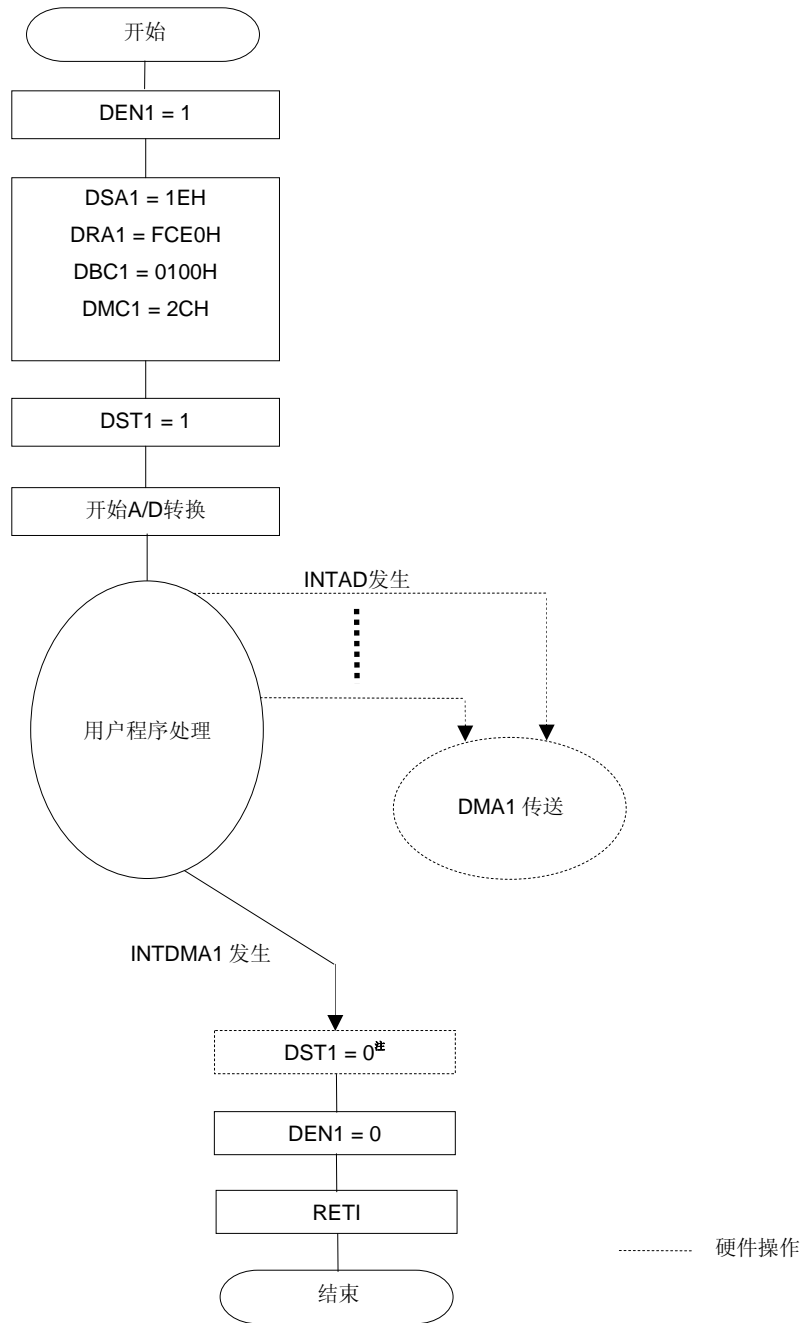 开始
DEN1 = 1
DSA1 = 1EH
DRA1 = FCE0H
DBC1 = 0100H
DMC1 = 2CH
DST1 = 1
开始A/D转换
INTAD发生
用户程序处理
DMA1 传送
INTDMA1 发生
DST1 = 0注
DEN1 = 0
RETI
硬件操作
结束